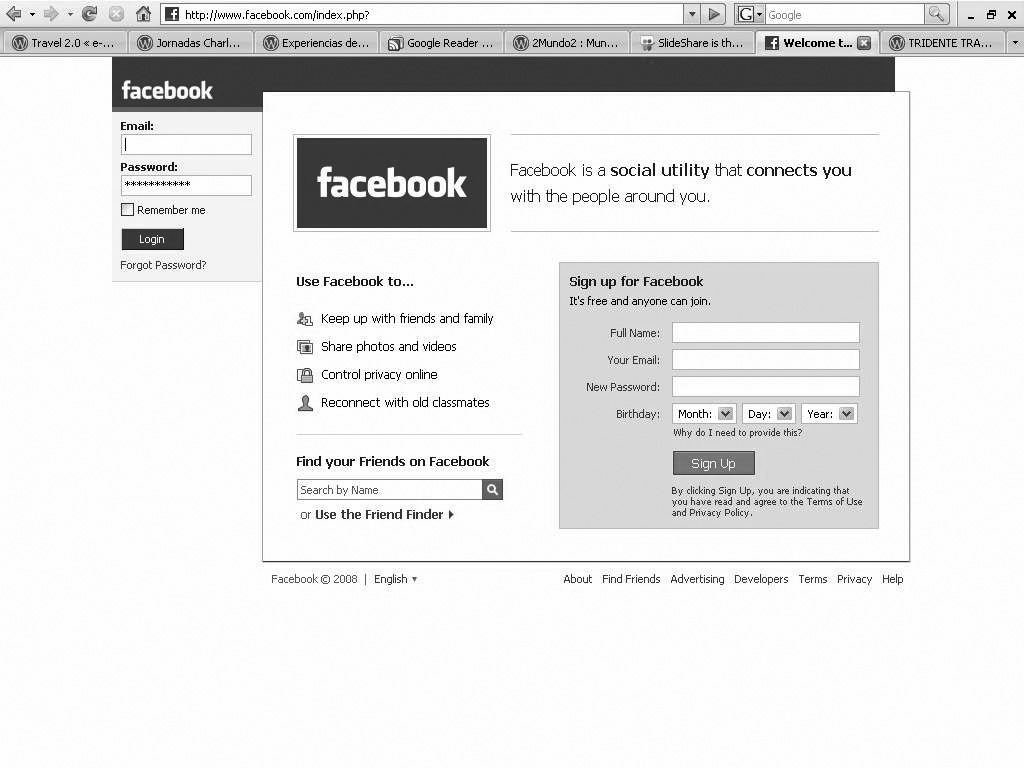 http://www.facebook.com/index.php?
G
Google
Travel 2.0 « e-...
Jornadas Charl...
Experiencias de...
Google Reader ...
2Mundo2 : Mun...
SlideShare is th...
Welcome t...
TRIDENTE TRA...
facebook
Email:
Password:
***********
Remember me
Login
Forgot Password?
facebook
Facebook is a social utility that connects you
with the people around you.
Use Facebook to...
Keep up with friends and family
Share photos and videos
Control privacy online
Reconnect with old classmates
Find your Friends on Facebook
Search by Name
or Use the Friend Finder
Sign up for Facebook
It's free and anyone can join.
Full Name:
Your Email:
New Password:
Birthday: Month: Day: Year:
Why do I need to provide this?
Sign Up
By clicking Sign Up, you are indicating that
you have read and agree to the Terms of Use
and Privacy Policy.
Facebook © 2008 | English
About Find Friends Advertising Developers Terms Privacy Help